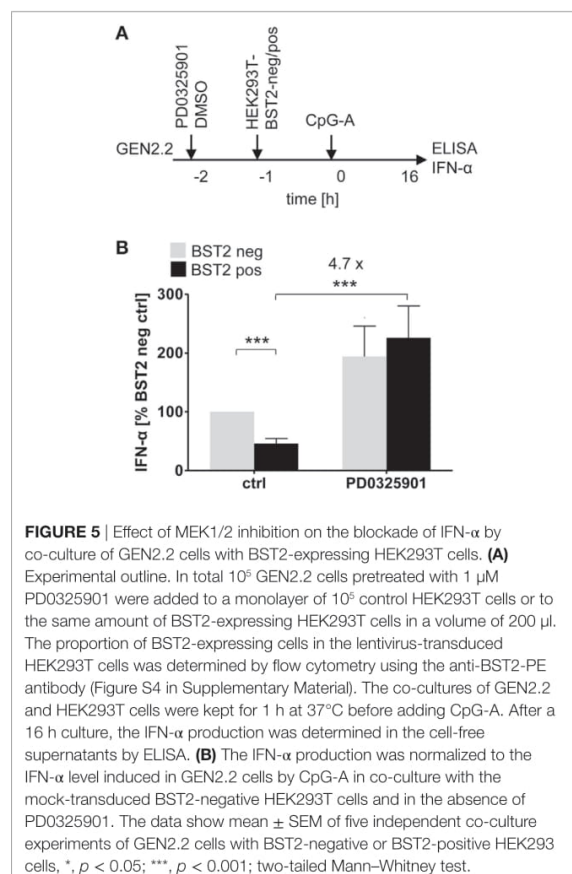 A
PD0325901
DMSO
HEK293T-
BST2-neg/pos
CpG-A
GEN2.2
ELISA
IFN-α
-2
-1
0
16
time [h]
B
BST2 neg
BST2 pos
4.7 x
***
***
IFN-α [% BST2 neg ctrl]
300
200
100
0
ctrl
PD0325901
FIGURE 5 | Effect of MEK1/2 inhibition on the blockade of IFN-α by
co-culture of GEN2.2 cells with BST2-expressing HEK293T cells. (A)
Experimental outline. In total 10⁵ GEN2.2 cells pretreated with 1 μM
PD0325901 were added to a monolayer of 10⁵ control HEK293T cells or to
the same amount of BST2-expressing HEK293T cells in a volume of 200 μl.
The proportion of BST2-expressing cells in the lentivirus-transduced
HEK293T cells was determined by flow cytometry using the anti-BST2-PE
antibody (Figure S4 in Supplementary Material). The co-cultures of GEN2.2
and HEK293T cells were kept for 1 h at 37°C before adding CpG-A. After a
16 h culture, the IFN-α production was determined in the cell-free
supernatants by ELISA. (B) The IFN-α production was normalized to the
IFN-α level induced in GEN2.2 cells by CpG-A in co-culture with the
mock-transduced BST2-negative HEK293T cells and in the absence of
PD0325901. The data show mean ± SEM of five independent co-culture
experiments of GEN2.2 cells with BST2-negative or BST2-positive HEK293
cells, *, p < 0.05; ***, p < 0.001; two-tailed Mann–Whitney test.